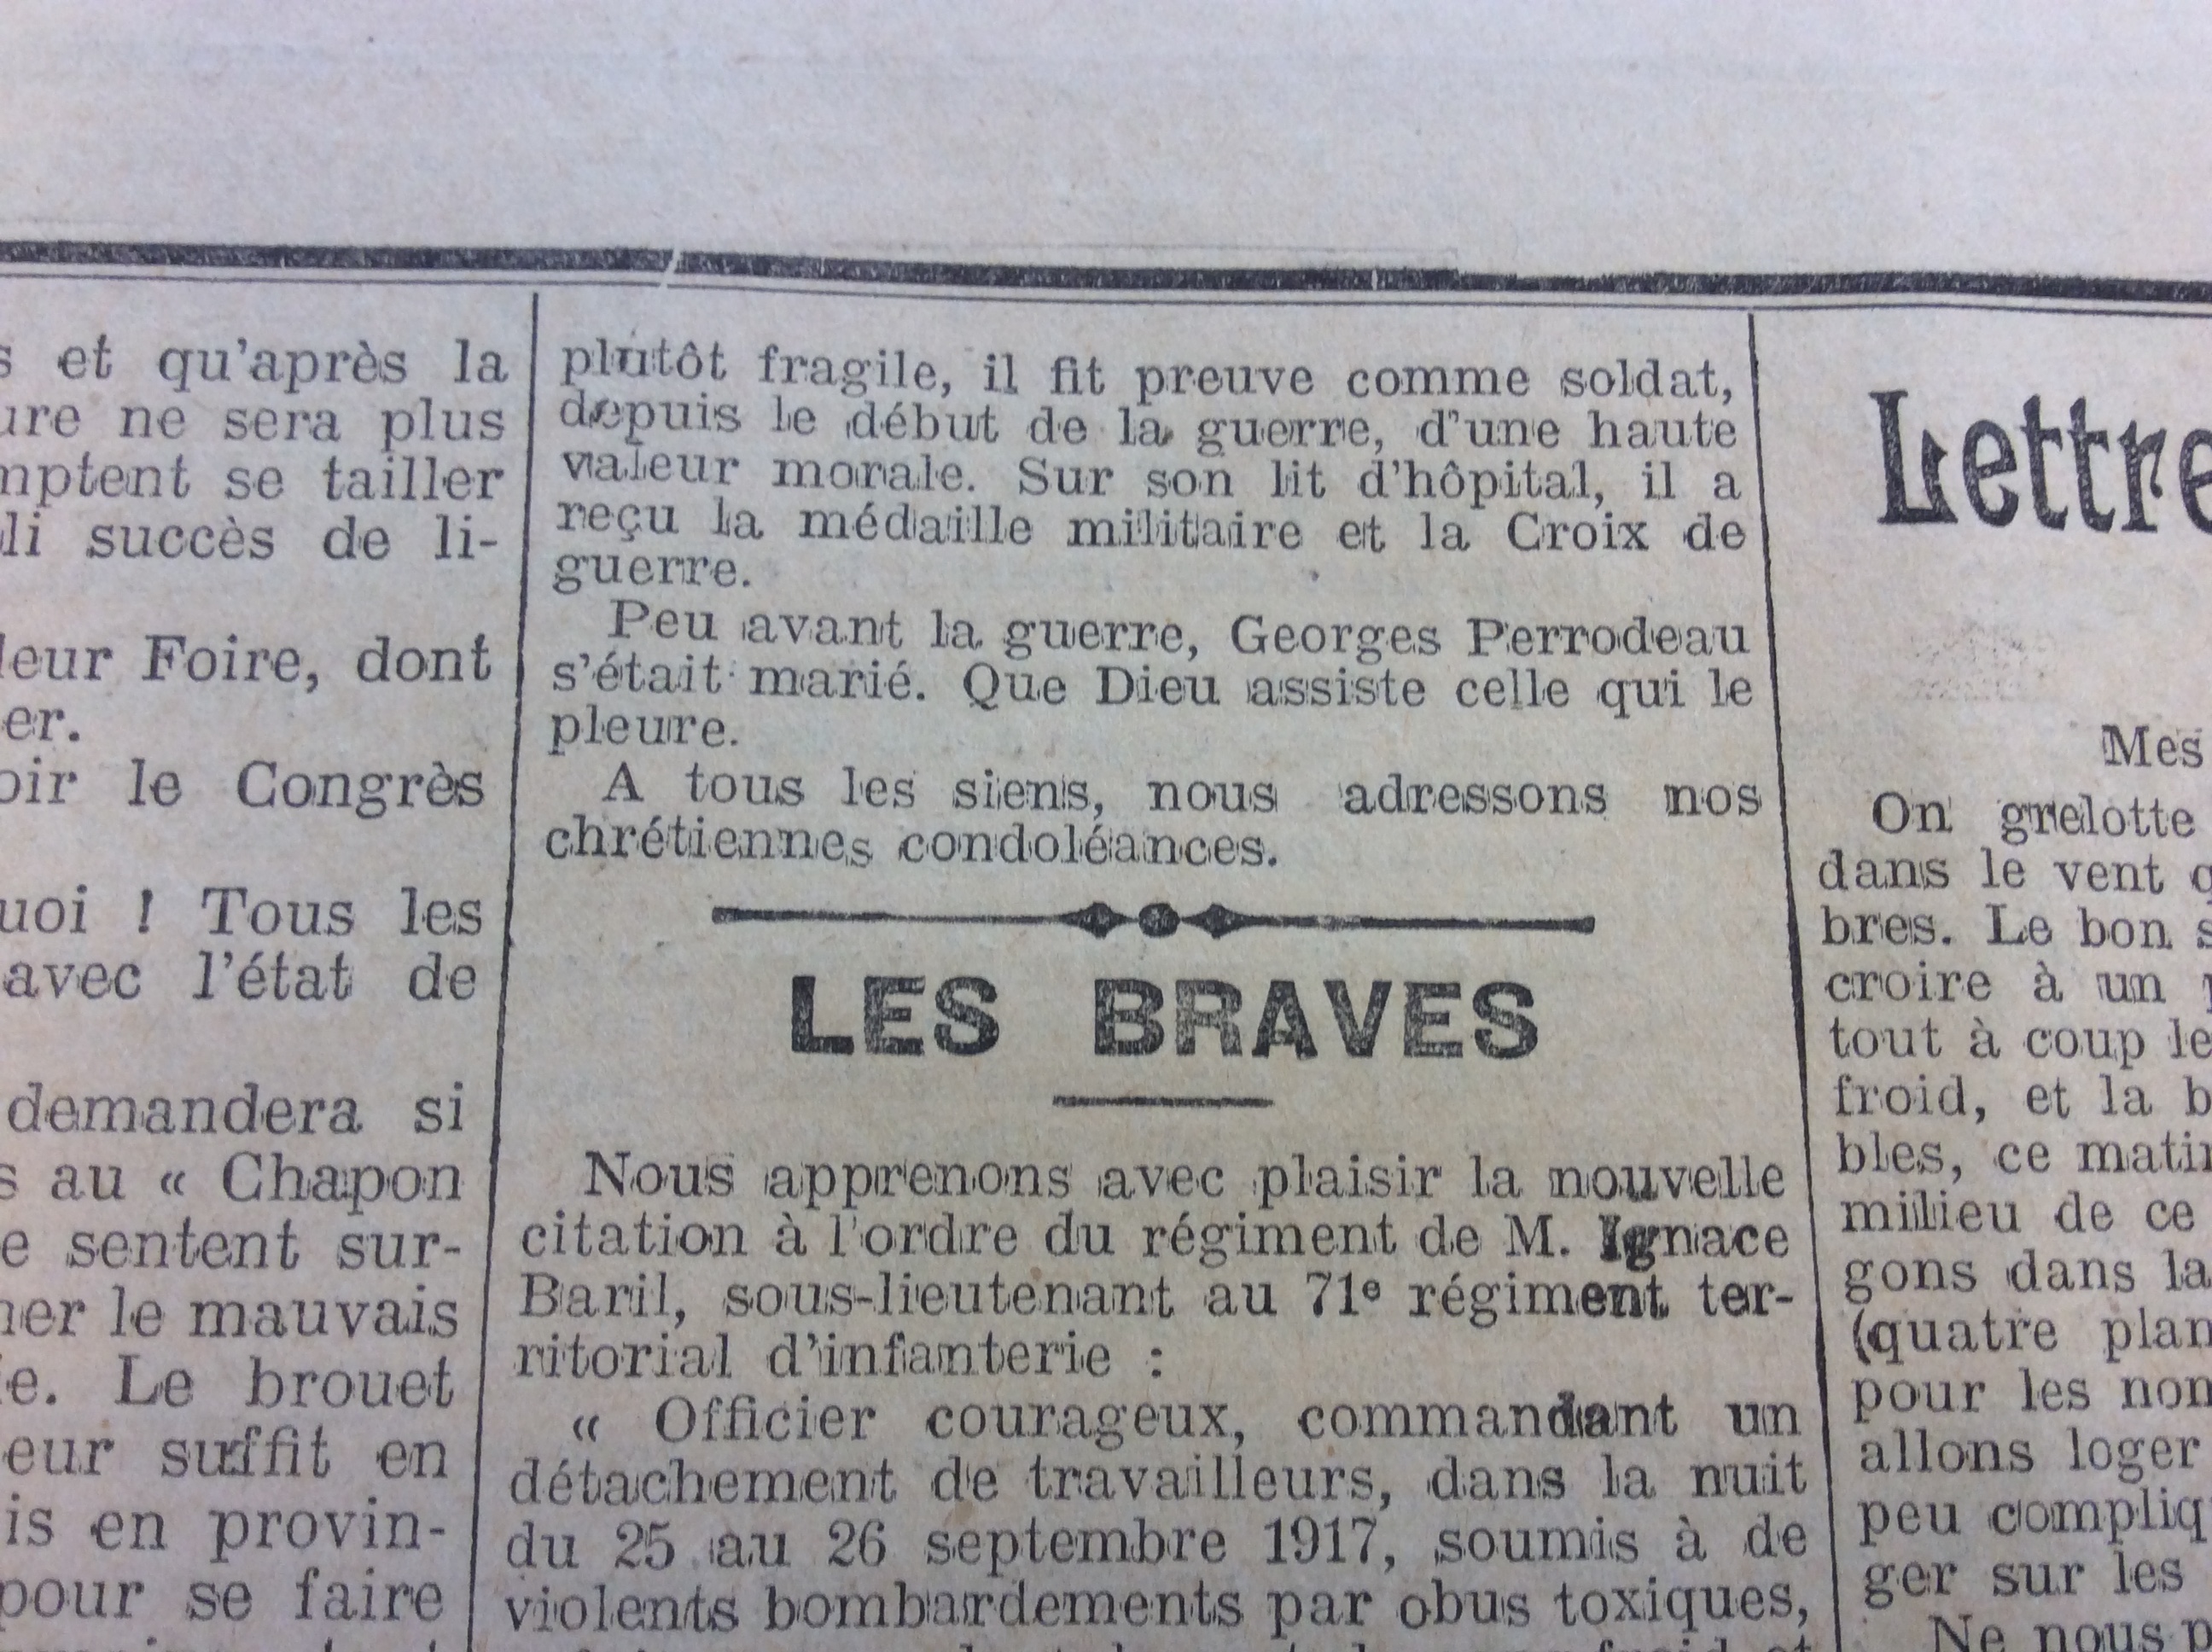 et qu'après la
ne sera plus
se tailler
succès de li-
leur Foire, dont
er.
le Congrès
! Tous les
avec l'état de
demandera si
au « Chapon
sentent sur-
le mauvais
Le brouet
suffit en
en provin-
pour se faire
plutôt fragile, il fit preuve comme soldat,
depuis le début de la guerre, d'une haute
valeur morale. Sur son lit d'hôpital, il a
reçu la médaille militaire et la Croix de
guerre.
Peu avant la guerre, Georges Perrodeau
s'était marié. Que Dieu assiste celle qui le
pleure.
A tous les siens, nous adressons nos
chrétiennes condoléances.
LES BRAVES
Nous apprenons avec plaisir la nouvelle
citation à l'ordre du régiment de M. Ignace
Baril, sous-lieutenant au 71e régiment ter-
ritorial d'infanterie :
« Officier courageux, commandant un
détachement de travailleurs, dans la nuit
du 25 au 26 septembre 1917, soumis à de
violents bombardements par obus toxiques,
Lettre
Mes
On grelotte
dans le vent
bres. Le bon
croire à un
tout à coup le
froid, et la
bles, ce matin
milieu de ce
gons dans la
(quatre plan
pour les non
allons loger
peu compliq
ger sur les
Ne nous